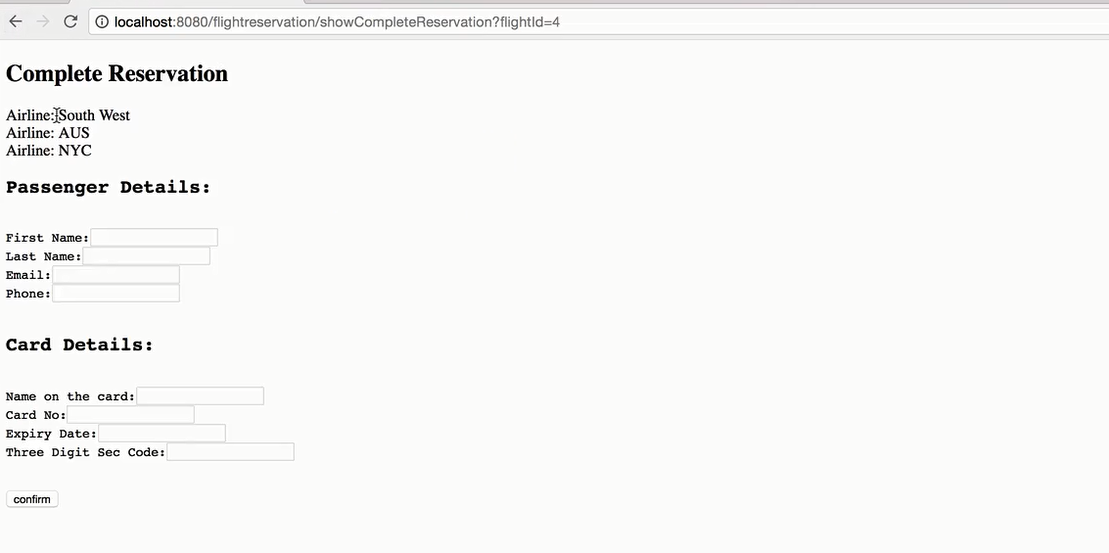 localhost:8080/flightreservation/showCompleteReservation?flightId=4
Complete Reservation
Airline: South West
Airline: AUS
Airline: NYC
Passenger Details:
First Name:
Last Name:
Email:
Phone:
Card Details:
Name on the card:
Card No:
Expiry Date:
Three Digit Sec Code:
confirm